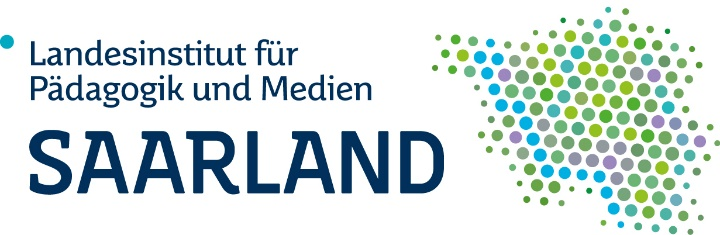 Landesinstitut für
Pädagogik und Medien
SAARLAND